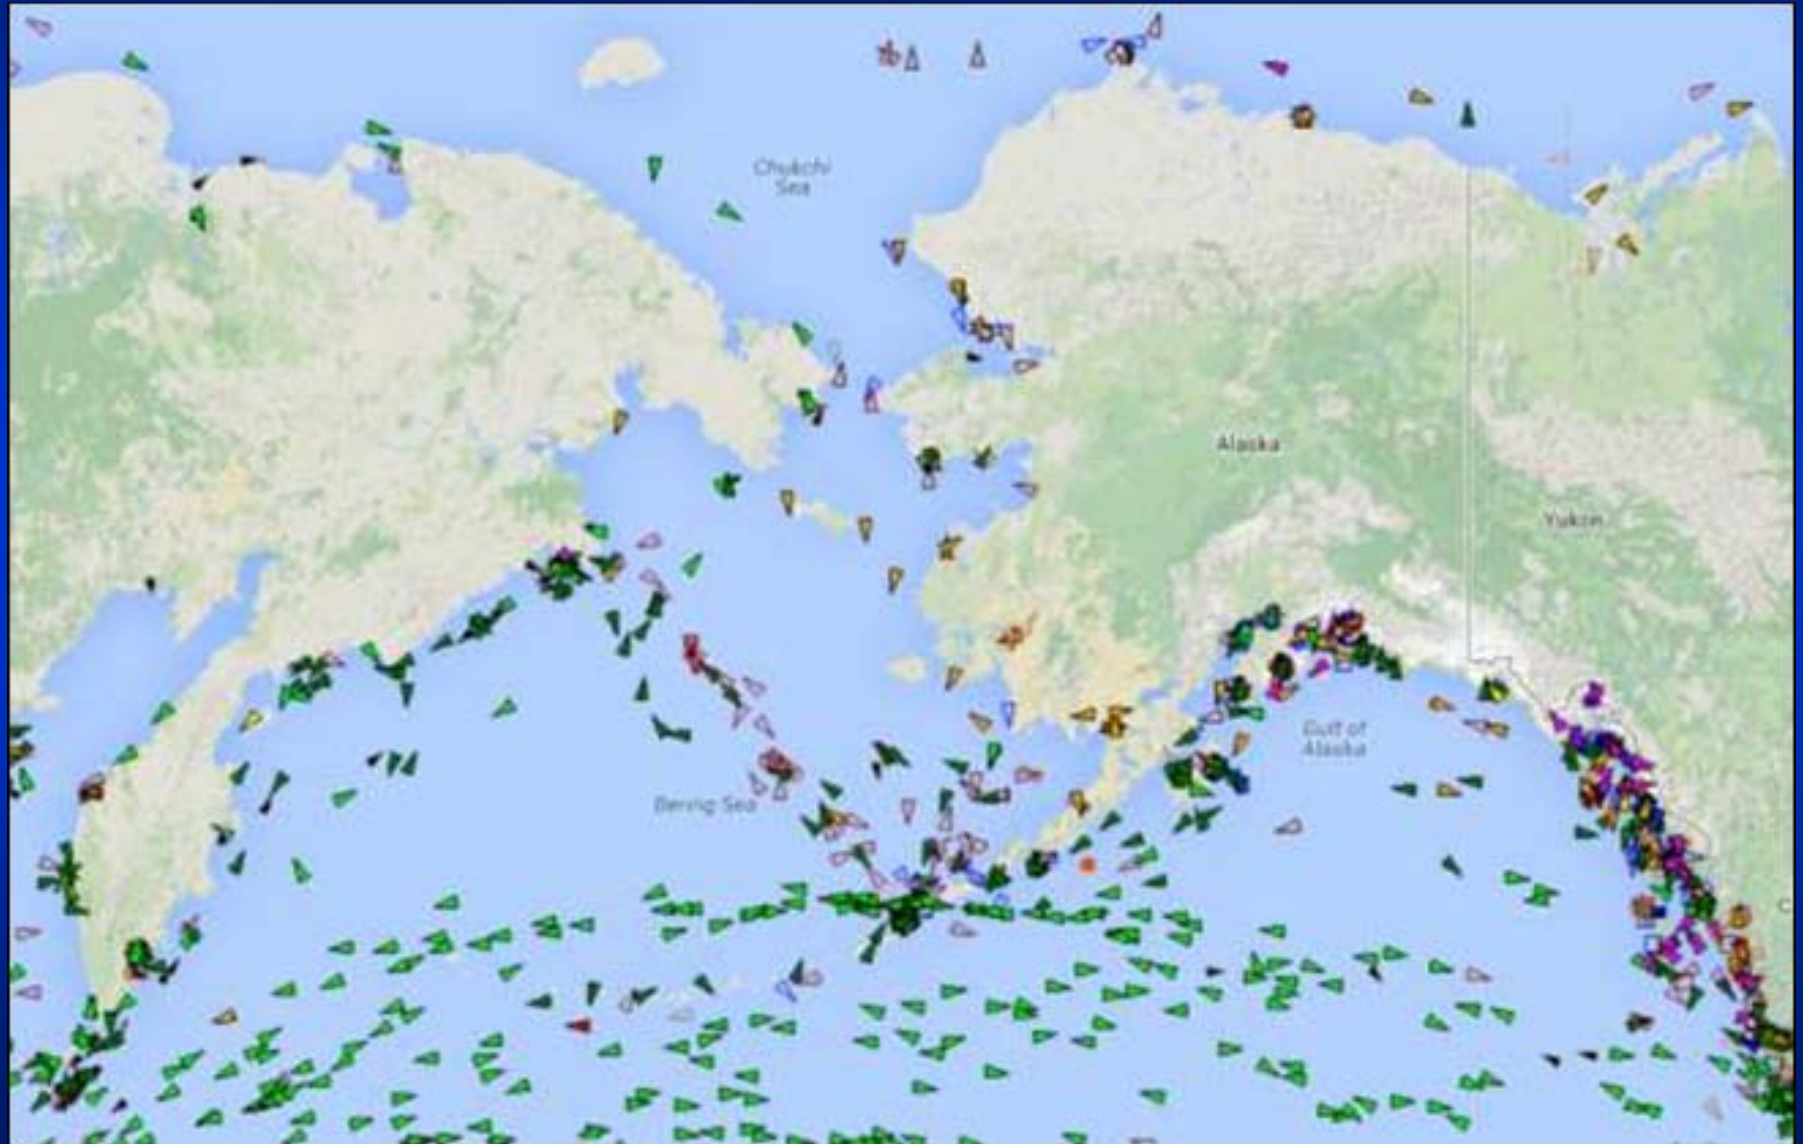 Chukchi
Sea
Alaska
Yukon
Gulf of
Alaska
Bering Sea
C